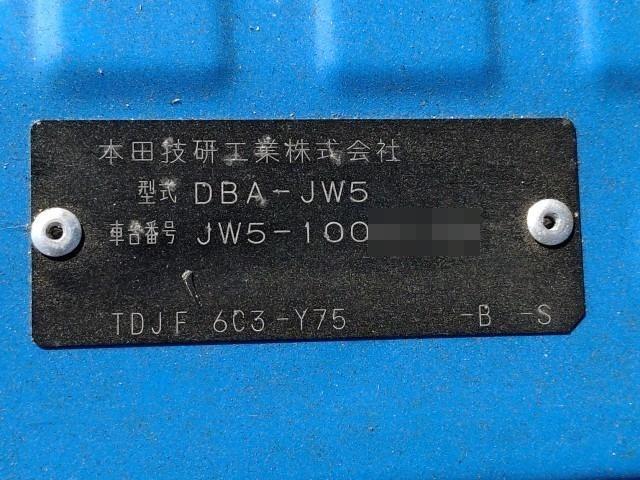 本田技研工業株式会社
型式 DBA-JW5
車台番号 JW5-100
TDJF 6C3-Y75 -B -S